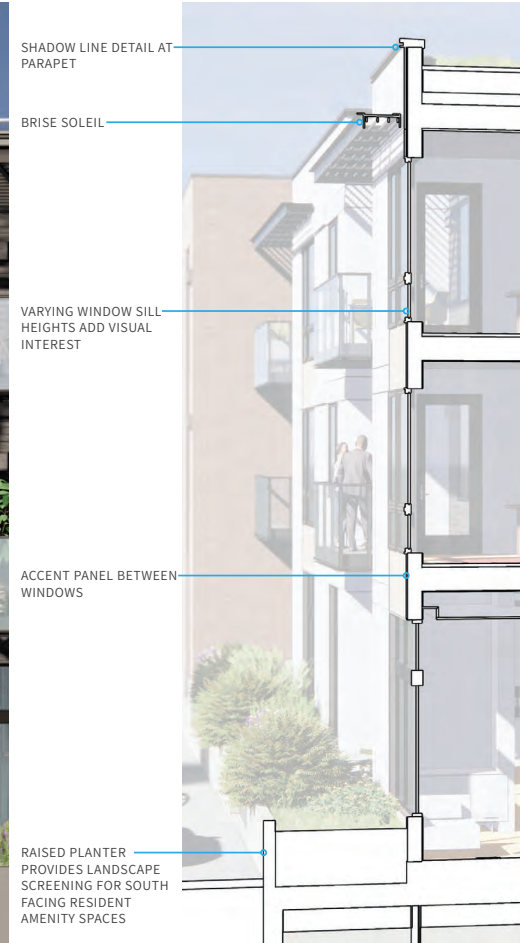 SHADOW LINE DETAIL AT
PARAPET
BRISE SOLEIL
VARYING WINDOW SILL
HEIGHTS ADD VISUAL
INTEREST
ACCENT PANEL BETWEEN
WINDOWS
RAISED PLANTER
PROVIDES LANDSCAPE
SCREENING FOR SOUTH
FACING RESIDENT
AMENITY SPACES